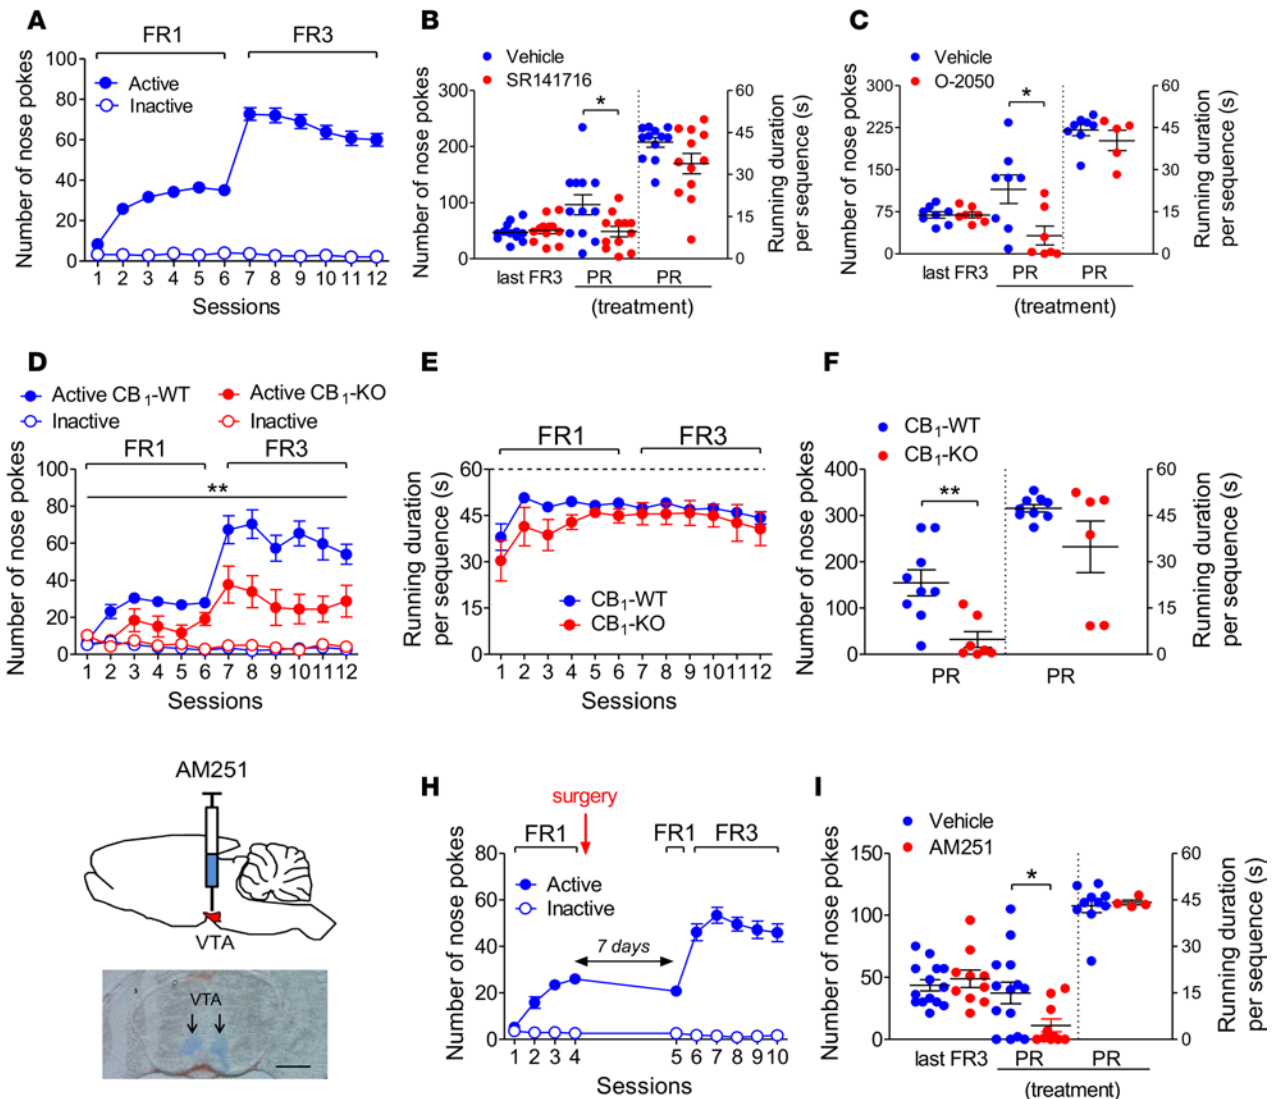 A
FR1
FR3
Number of nose pokes
100
80
60
40
20
0
Active
Inactive
1 2 3 4 5 6 7 8 9 10 11 12
Sessions
B
Vehicle
SR141716
Number of nose pokes
300
200
100
0
*
60
45
30
15
0
Running duration
per sequence (s)
last FR3 PR PR
(treatment)
C
Vehicle
O-2050
Number of nose pokes
300
225
150
75
0
*
60
45
30
15
0
Running duration
per sequence (s)
last FR3 PR PR
(treatment)
D
Active CB1-WT Active CB1-KO
Inactive Inactive
FR1
FR3
Number of nose pokes
100
80
60
40
20
0
**
1 2 3 4 5 6 7 8 9 10 11 12
Sessions
E
FR1
FR3
Running duration
per sequence (s)
60
45
30
15
0
CB1-WT
CB1-KO
1 2 3 4 5 6 7 8 9 10 11 12
Sessions
F
CB1-WT
CB1-KO
Number of nose pokes
400
300
200
100
0
**
60
45
30
15
0
Running duration
per sequence (s)
PR PR
AM251
VTA
VTA
H
surgery
FR1 FR1 FR3
Number of nose pokes
80
60
40
20
0
Active
Inactive
7 days
1 2 3 4 5 6 7 8 9 10
Sessions
I
Vehicle
AM251
Number of nose pokes
150
100
50
0
*
60
45
30
15
0
Running duration
per sequence (s)
last FR3 PR PR
(treatment)